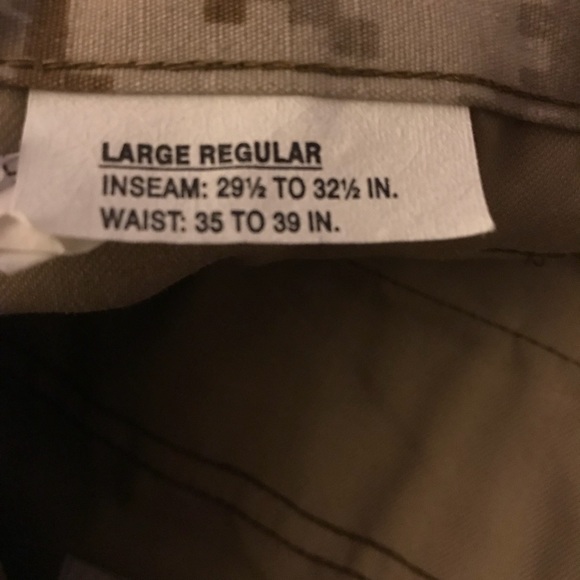 LARGE REGULAR
INSEAM: 29½ TO 32½ IN.
WAIST: 35 TO 39 IN.